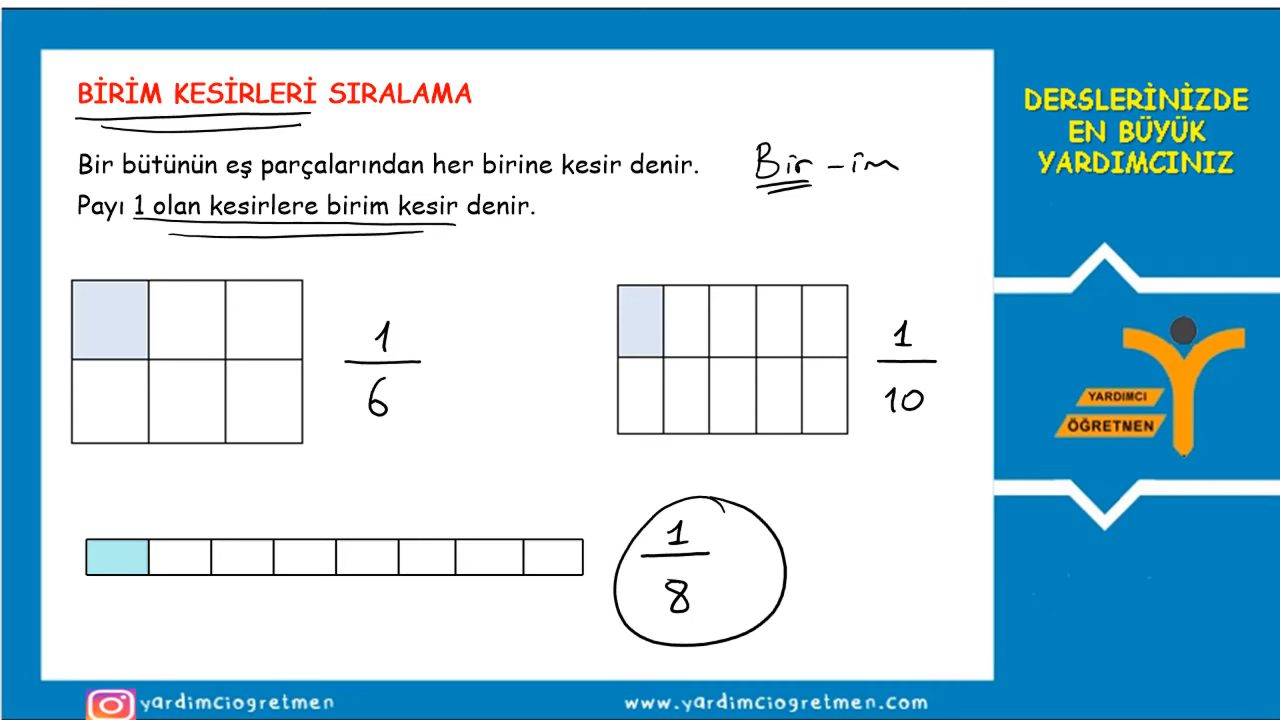 BİRİM KESİRLERİ SIRALAMA
Bir bütünün eş parçalarından her birine kesir denir.
Bir - im
Payı 1 olan kesirlere birim kesir denir.
1
6
1
10
1
8
DERSLERİNİZDE
EN BÜYÜK
YARDIMCINIZ
YARDIMCI
ÖĞRETMEN
yardimciogretmen
www.yardimciogretmen.com